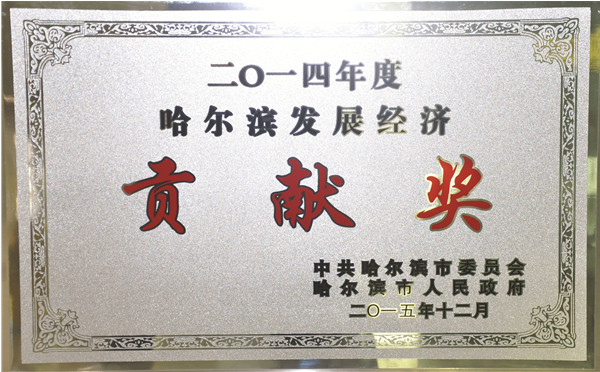 二〇一四年度
哈尔滨发展经济
贡献奖
中共哈尔滨市委员会
哈尔滨市人民政府
二〇一五年十二月